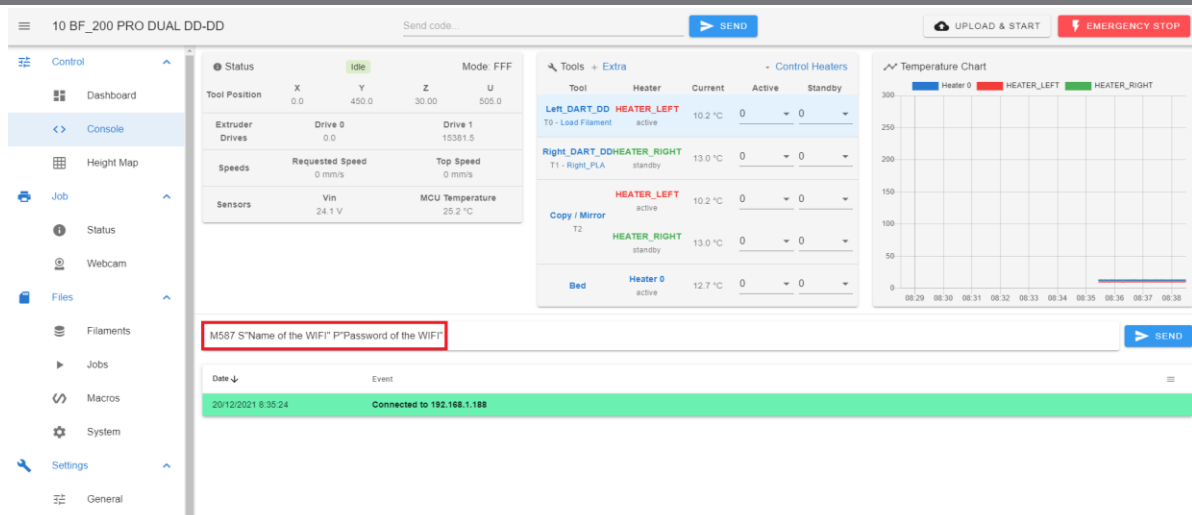 10 BF_200 PRO DUAL DD-DD
Send code...
SEND
UPLOAD & START
EMERGENCY STOP
Control
Dashboard
Console
Height Map
Job
Status
Webcam
Files
Filaments
Jobs
Macros
System
Settings
General
Status Idle Mode: FFF
Tool Position X Y Z U
0.0 450.0 30.00 505.0
Extruder Drives Drive 0 Drive 1
0.0 15381.5
Speeds Requested Speed Top Speed
0 mm/s 0 mm/s
Sensors Vin MCU Temperature
24.1 V 25.2 °C
Tools + Extra Control Heaters
Tool Heater Current Active Standby
Left_DART_DD HEATER_LEFT 10.2 °C 0 0
T0 - Load Filament active
Right_DART_DD HEATER_RIGHT 13.0 °C 0 0
T1 - Right_PLA standby
HEATER_LEFT 10.2 °C 0 0
active
Copy / Mirror
T2
HEATER_RIGHT 13.0 °C 0 0
standby
Bed Heater 0 12.7 °C 0 0
active
Temperature Chart
Heater 0 HEATER_LEFT HEATER_RIGHT
300
250
200
150
100
50
0
08:29 08:30 08:31 08:32 08:33 08:34 08:35 08:36 08:37 08:38
M587 S"Name of the WIFI" P"Password of the WIFI"
SEND
Date Event
20/12/2021 8:35:24 Connected to 192.168.1.188